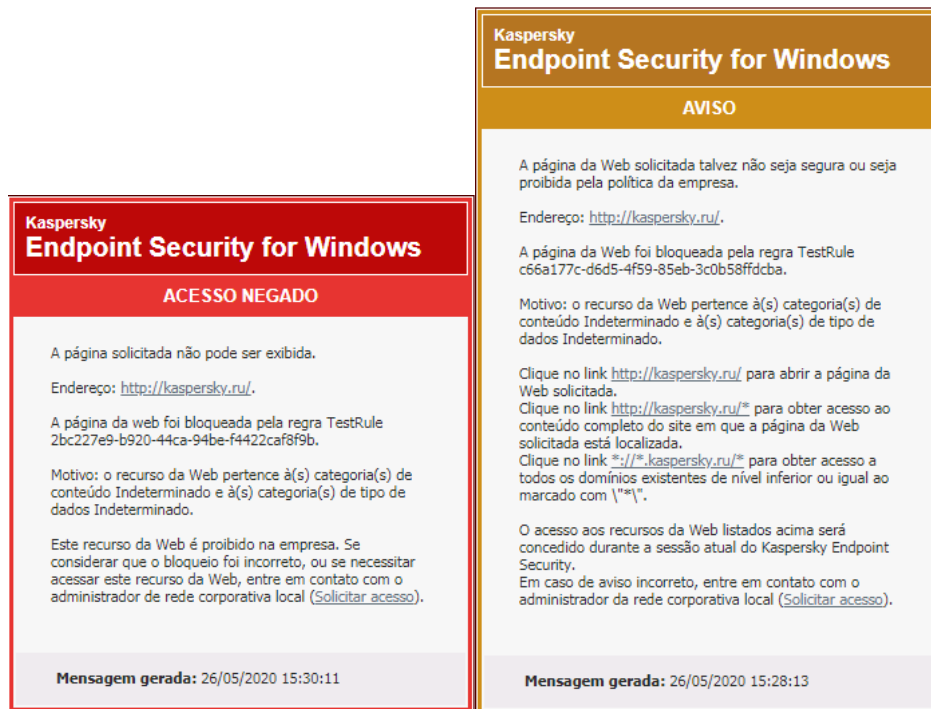 Kaspersky
Endpoint Security for Windows
ACESSO NEGADO
A página solicitada não pode ser exibida.
Endereço: http://kaspersky.ru/.
A página da web foi bloqueada pela regra TestRule
2bc227e9-b920-44ca-94be-f4422caf8f9b.
Motivo: o recurso da Web pertence à(s) categoria(s) de
conteúdo Indeterminado e à(s) categoria(s) de tipo de
dados Indeterminado.
Este recurso da Web é proibido na empresa. Se
considerar que o bloqueio foi incorreto, ou se necessitar
acessar este recurso da Web, entre em contato com o
administrador de rede corporativa local (Solicitar acesso).
Mensagem gerada: 26/05/2020 15:30:11
Kaspersky
Endpoint Security for Windows
AVISO
A página da Web solicitada talvez não seja segura ou seja
proibida pela política da empresa.
Endereço: http://kaspersky.ru/.
A página da Web foi bloqueada pela regra TestRule
c66a177c-d6d5-4f59-85eb-3c0b58ffdcba.
Motivo: o recurso da Web pertence à(s) categoria(s) de
conteúdo Indeterminado e à(s) categoria(s) de tipo de
dados Indeterminado.
Clique no link http://kaspersky.ru/ para abrir a página da
Web solicitada.
Clique no link http://kaspersky.ru/* para obter acesso ao
conteúdo completo do site em que a página da Web
solicitada está localizada.
Clique no link *://*.kaspersky.ru/* para obter acesso a
todos os domínios existentes de nível inferior ou igual ao
marcado com \"*\".
O acesso aos recursos da Web listados acima será
concedido durante a sessão atual do Kaspersky Endpoint
Security.
Em caso de aviso incorreto, entre em contato com o
administrador da rede corporativa local (Solicitar acesso).
Mensagem gerada: 26/05/2020 15:28:13